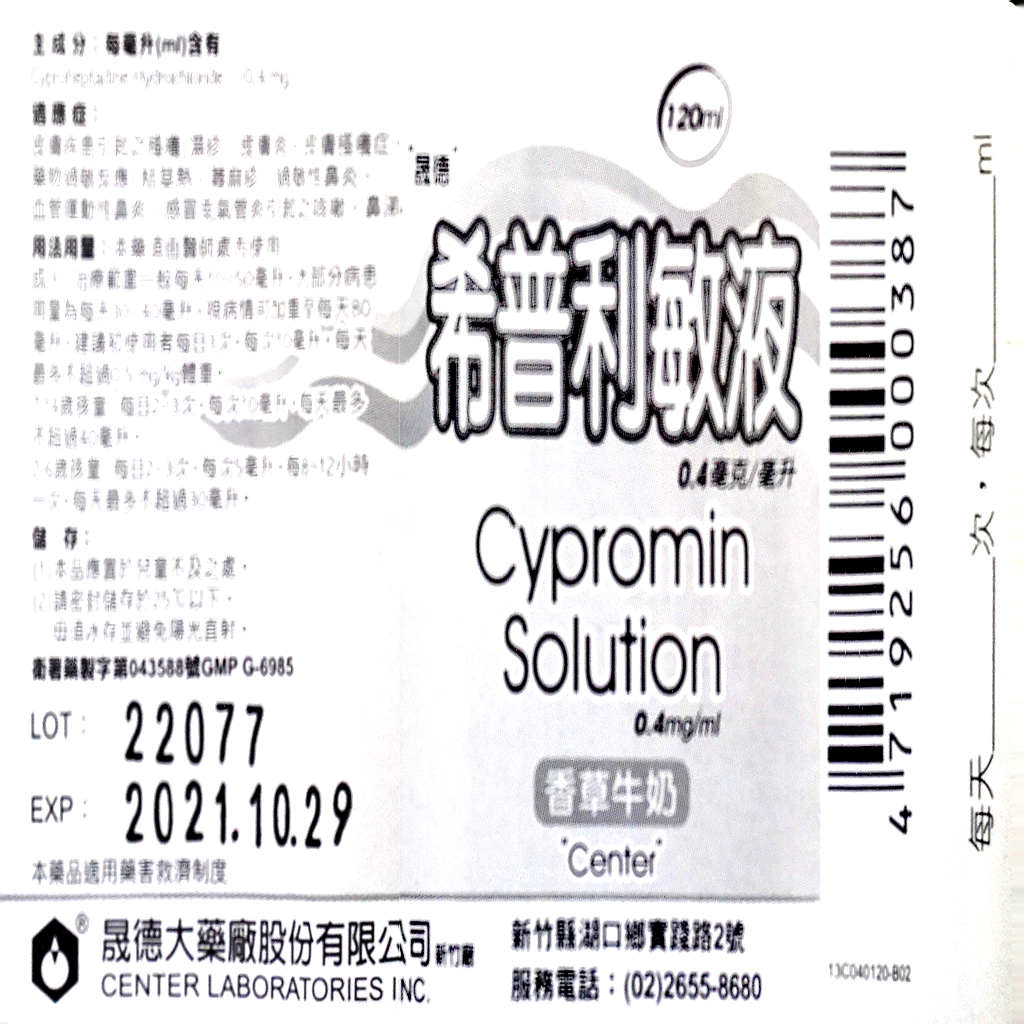 主成分：每毫升(ml)含有
Cyproheptadine Hydrochloride 0.4 mg
適應症：
皮膚疾患引起之搔癢 濕疹 皮膚炎、皮膚搔癢症、
藥物過敏反應 枯草熱 蕁麻疹 過敏性鼻炎、
血管運動性鼻炎 感冒 支氣管炎引起之咳嗽、鼻
用法用量：本藥須由醫師處方使用
成人 治療範圍一般每天10-50毫升，大部分病患
用量為每天30-40毫升，視病情可加重至每天80
毫升，建議 使用者每日3次，每次10毫升，每天
最多不超過0.5mg/kg體重。
歲孩童 每日2-3次，每次10毫升，每天最多
不超過40毫升。
2-6歲孩童 每日2-3次，每次5毫升，每8-12小時
一次，每天最多不超過30毫升。
儲 存：
(1)本品應置於兒童不及之處。
(2)請密封儲存於25℃以下。
毋須冰存並避免陽光直射。
衛署藥製字第043588號GMP G-6985
LOT： 22077
EXP： 2021.10.29
本藥品適用藥害救濟制度
120ml
"晟德"
希普利敏液
0.4毫克/毫升
Cypromin
Solution
0.4mg/ml
香草牛奶
"Center"
4 719256 000387
每天______次，每次______ml
®晟德大藥廠股份有限公司新竹廠
CENTER LABORATORIES INC.
新竹縣湖口鄉實踐路2號
服務電話：(02)2655-8680
13C040120-B02